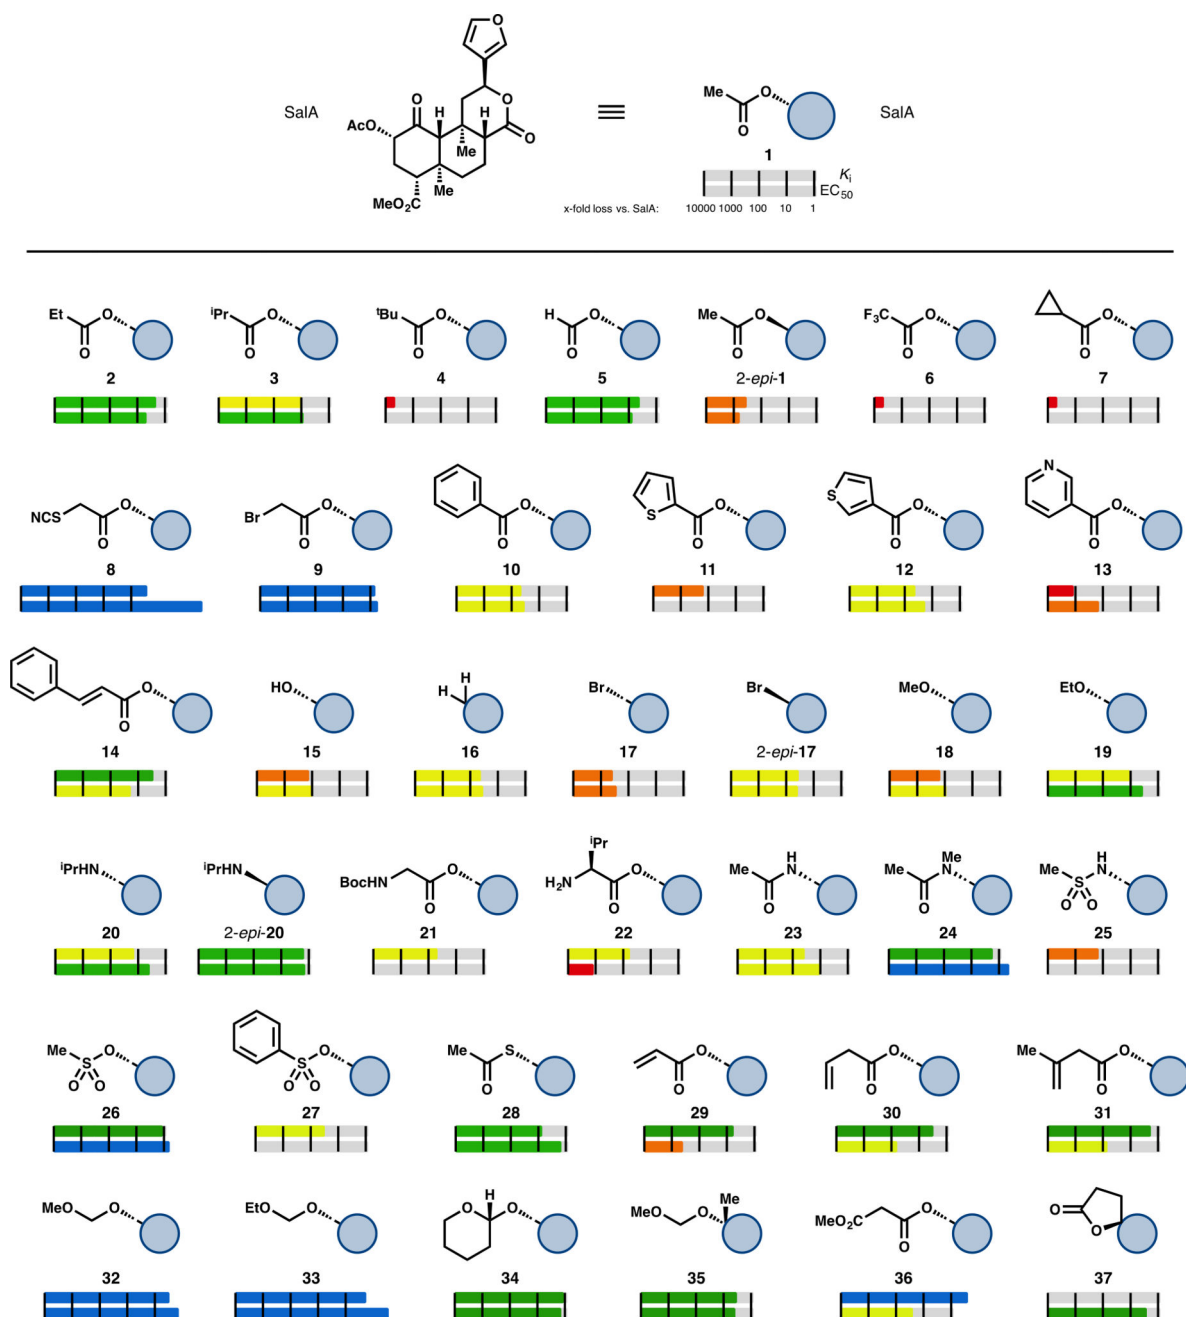 O
O
H
O
SalA
AcO
H
O
O
Me
Me
MeO2C
Me
O
O
SalA
1
Ki
EC50
x-fold loss vs. SalA:
10000 1000 100 10 1
Et O O
iPr O O
tBu O O
H O O
Me O O
F3C O O
O O
2
3
4
5
2-epi-1
6
7
NCS O O
Br O O
O O
S O O
S O O
N O O
8
9
10
11
12
13
O O
HO
H H
Br
Br
MeO
EtO
14
15
16
17
2-epi-17
18
19
iPrHN
iPrHN
BocHN O O
iPr H2N O O
Me O H N
Me O Me N
Me S O O H N
20
2-epi-20
21
22
23
24
25
Me S O O O
S O O O
Me O S
O O
O O
Me O O
26
27
28
29
30
31
MeO O
EtO O
O H O
MeO O Me
MeO2C O O
O O
32
33
34
35
36
37